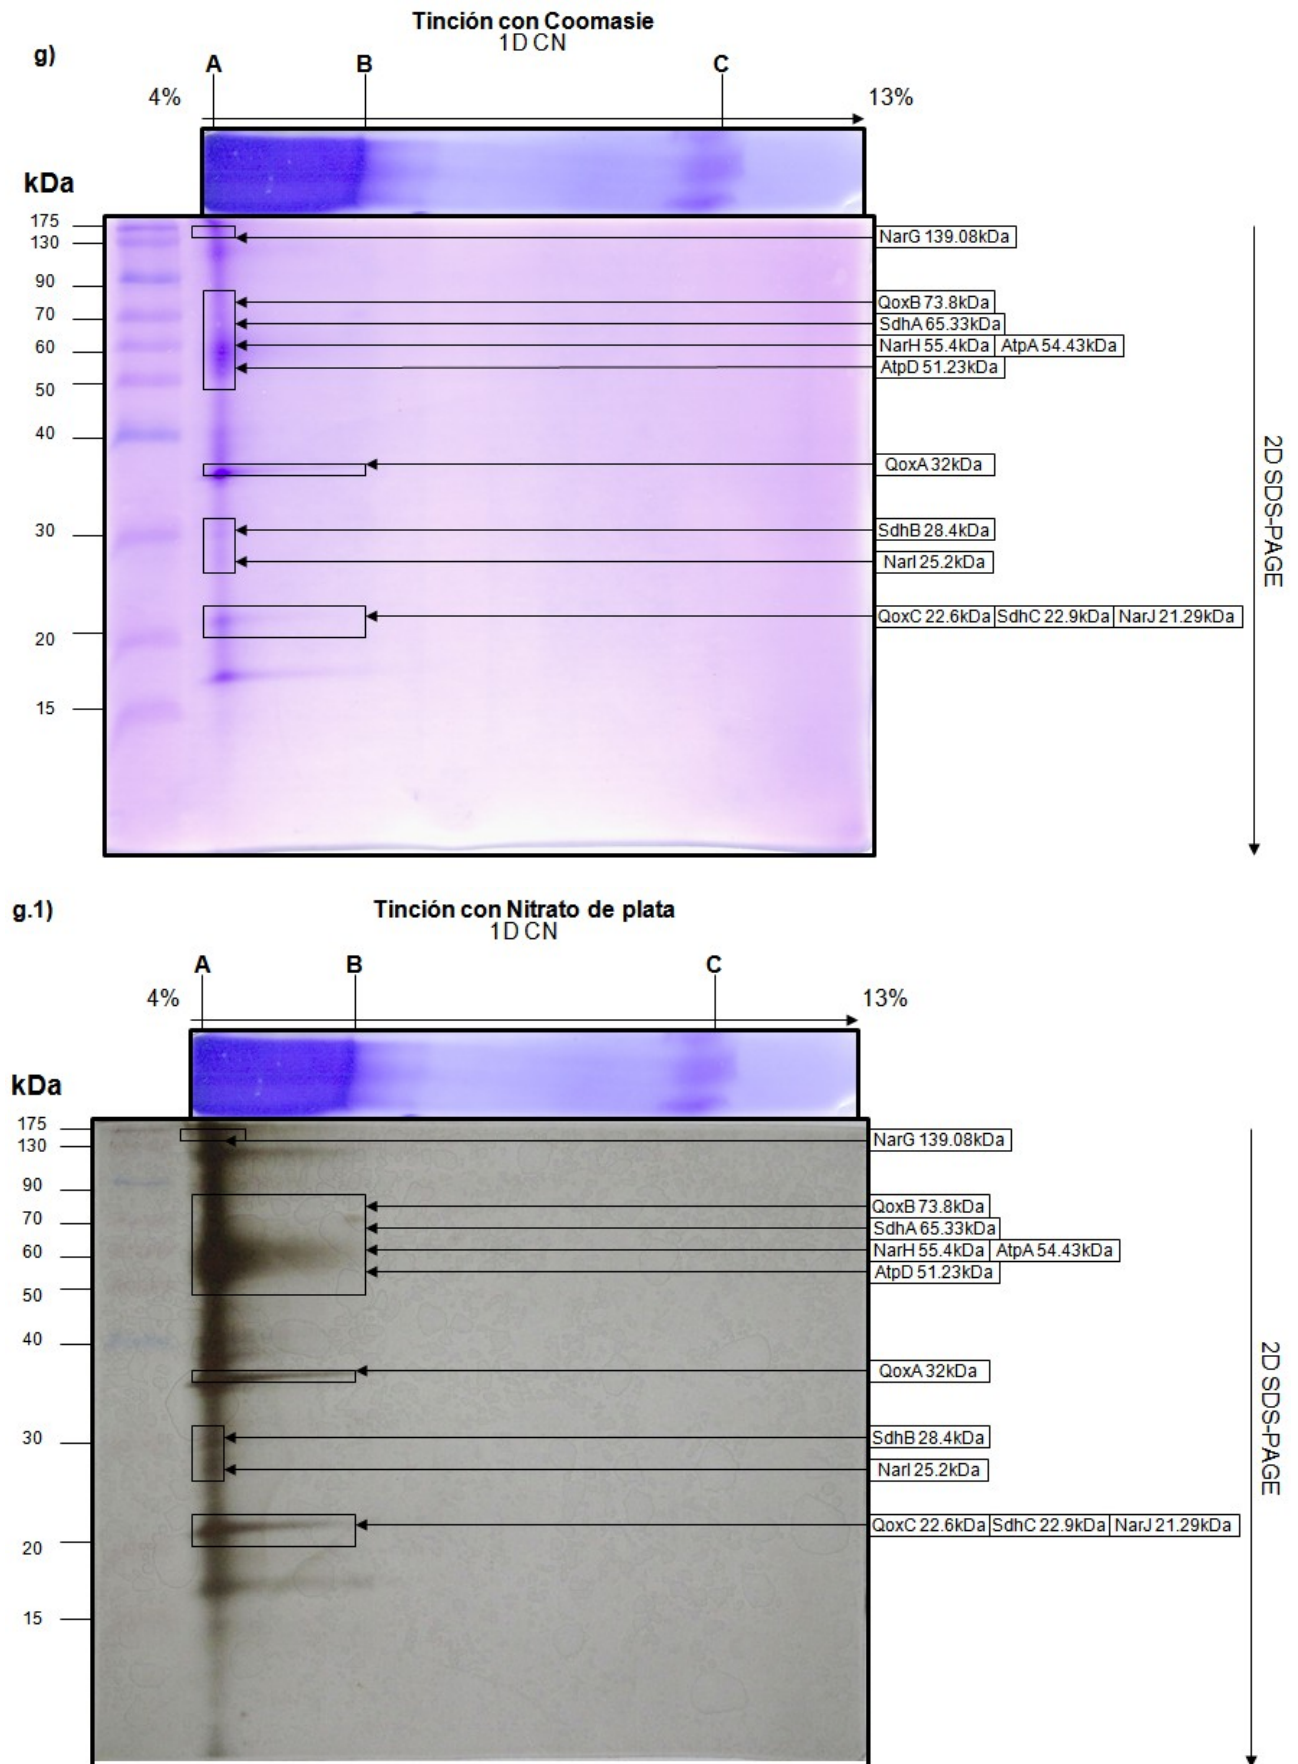 Tinción con Coomasie
1D CN
g)
A B C
4% 13%
kDa
175
130
90
70
60
50
40
30
20
15
NarG 139.08kDa
QoxB 73.8kDa
SdhA 65.33kDa
NarH 55.4kDa AtpA 54.43kDa
AtpD 51.23kDa
QoxA 32kDa
SdhB 28.4kDa
NarI 25.2kDa
QoxC 22.6kDa SdhC 22.9kDa NarJ 21.29kDa
2D SDS-PAGE
g.1)
Tinción con Nitrato de plata
1D CN
A B C
4% 13%
kDa
175
130
90
70
60
50
40
30
20
15
NarG 139.08kDa
QoxB 73.8kDa
SdhA 65.33kDa
NarH 55.4kDa AtpA 54.43kDa
AtpD 51.23kDa
QoxA 32kDa
SdhB 28.4kDa
NarI 25.2kDa
QoxC 22.6kDa SdhC 22.9kDa NarJ 21.29kDa
2D SDS-PAGE